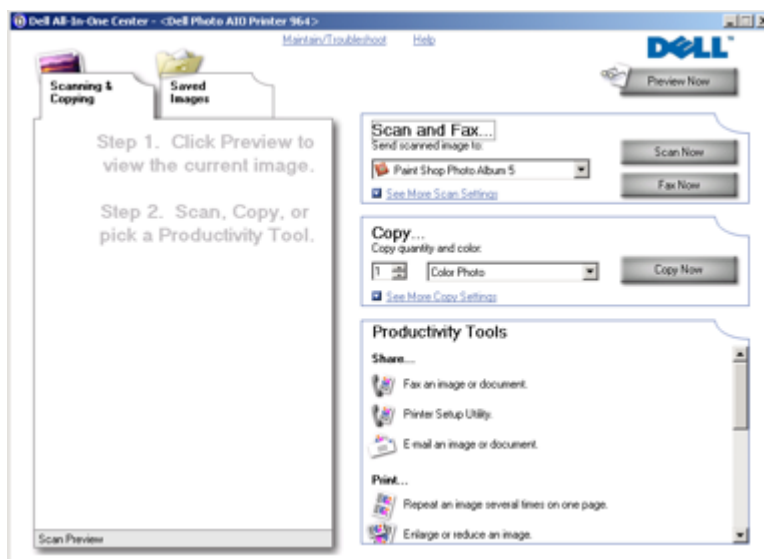 Dell All-In-One Center - <Dell Photo AIO Printer 964>
Maintain/Troubleshoot Help
DELL
Preview Now
Scanning &
Copying
Saved
Images
Step 1. Click Preview to
view the current image.
Step 2. Scan, Copy, or
pick a Productivity Tool.
Scan Preview
Scan and Fax...
Send scanned image to:
Paint Shop Photo Album 5
See More Scan Settings
Scan Now
Fax Now
Copy...
Copy quantity and color.
1 Color Photo
See More Copy Settings
Copy Now
Productivity Tools
Share...
Fax an image or document.
Printer Setup Utility.
E-mail an image or document.
Print...
Repeat an image several times on one page.
Enlarge or reduce an image.